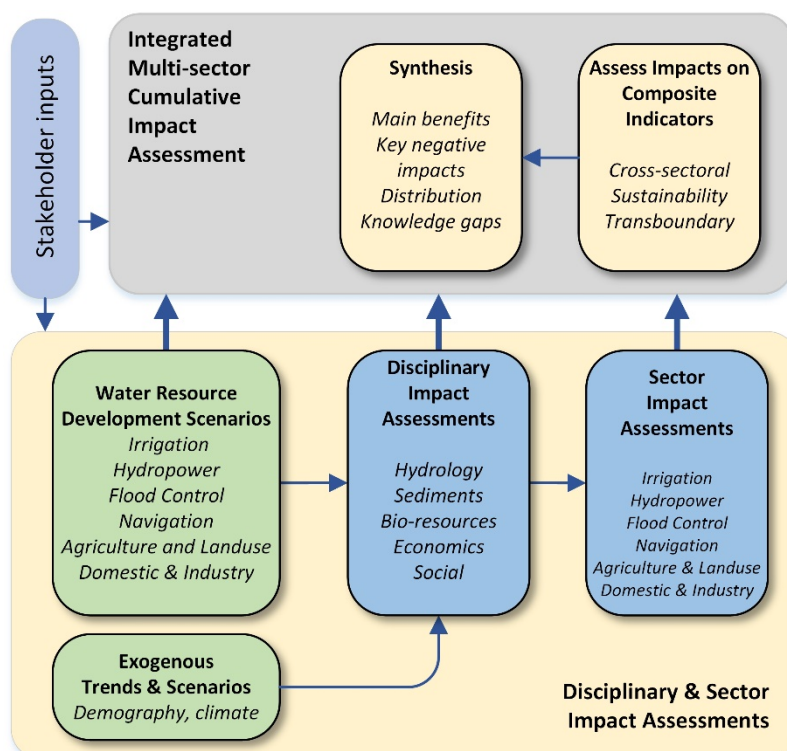 Stakeholder inputs
Integrated
Multi-sector
Cumulative
Impact
Assessment
Synthesis
Main benefits
Key negative
impacts
Distribution
Knowledge gaps
Assess Impacts on
Composite
Indicators
Cross-sectoral
Sustainability
Transboundary
Water Resource
Development Scenarios
Irrigation
Hydropower
Flood Control
Navigation
Agriculture and Landuse
Domestic & Industry
Disciplinary
Impact
Assessments
Hydrology
Sediments
Bio-resources
Economics
Social
Sector
Impact
Assessments
Irrigation
Hydropower
Flood Control
Navigation
Agriculture & Landuse
Domestic & Industry
Exogenous
Trends & Scenarios
Demography, climate
Disciplinary & Sector
Impact Assessments